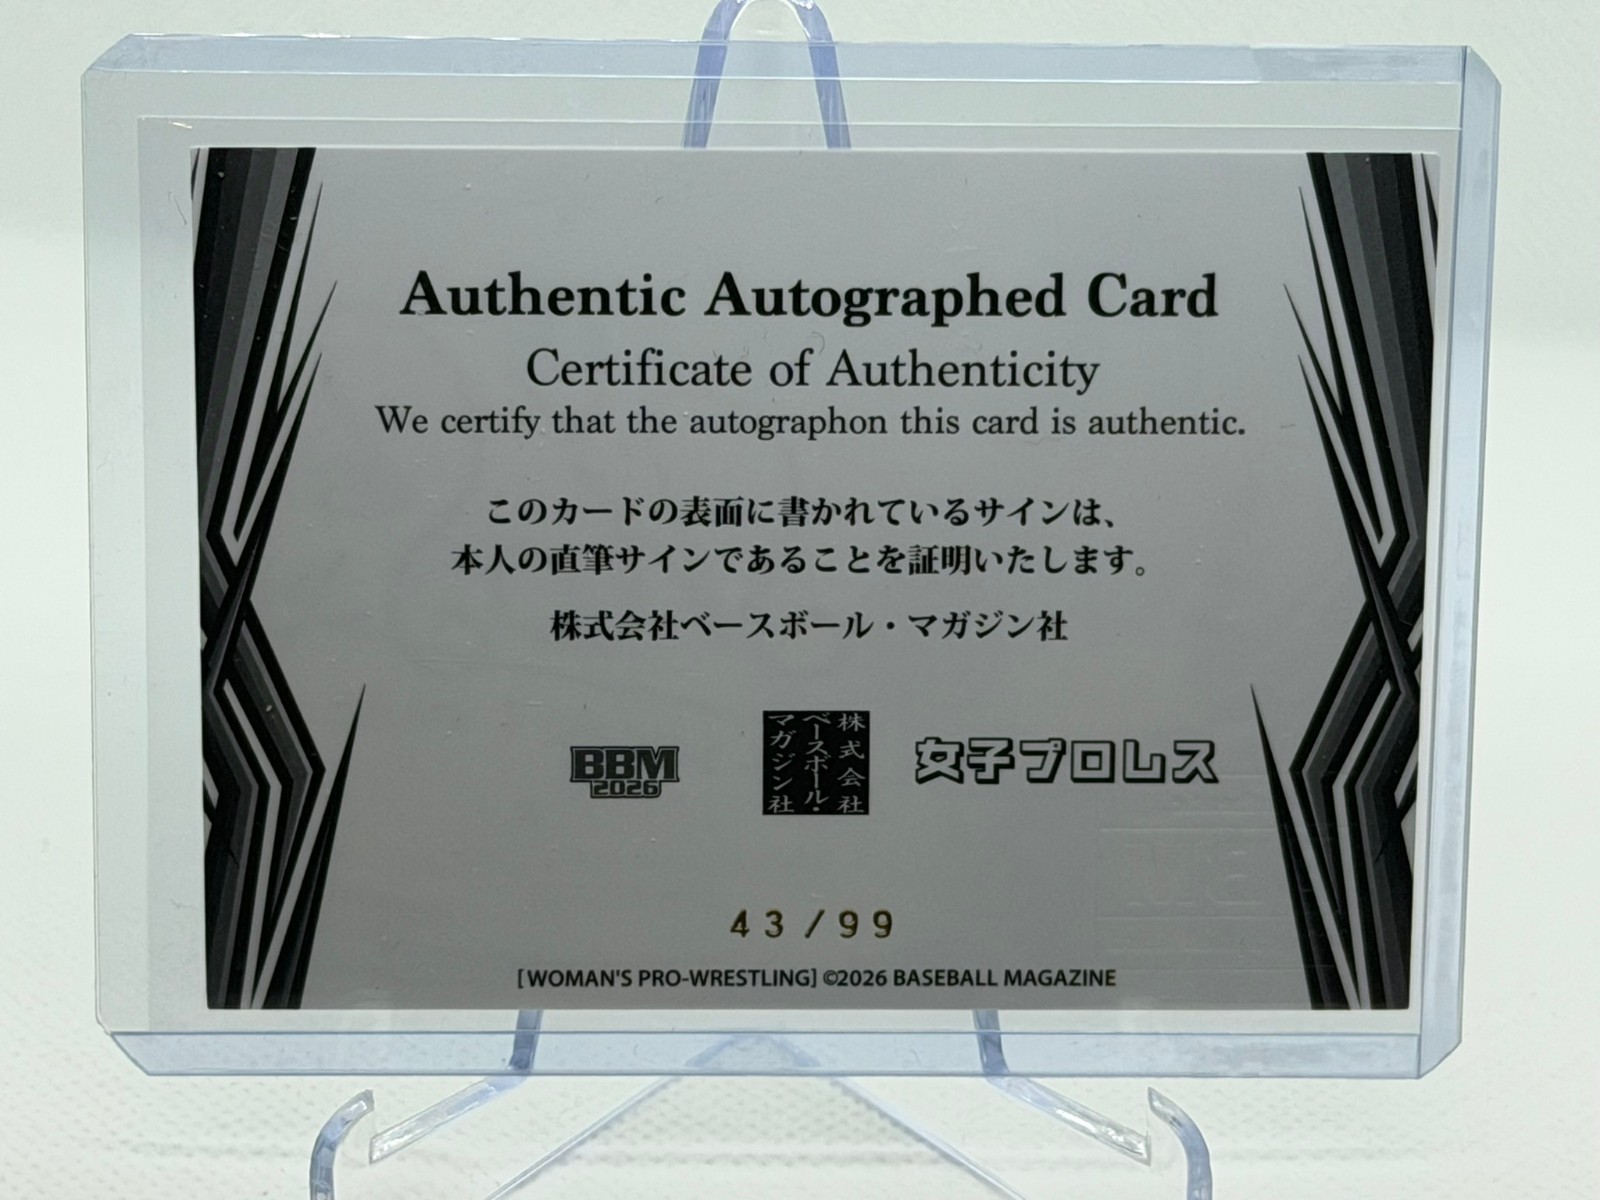 Authentic Autographed Card
Certificate of Authenticity
We certify that the autographon this card is authentic.
このカードの表面に書かれているサインは、
本人の直筆サインであることを証明いたします。
株式会社ベースボール・マガジン社
BBM
2026
株式会社
ベースボール・
マガジン社
女子プロレス
43/99
[WOMAN'S PRO-WRESTLING] ©2026 BASEBALL MAGAZINE